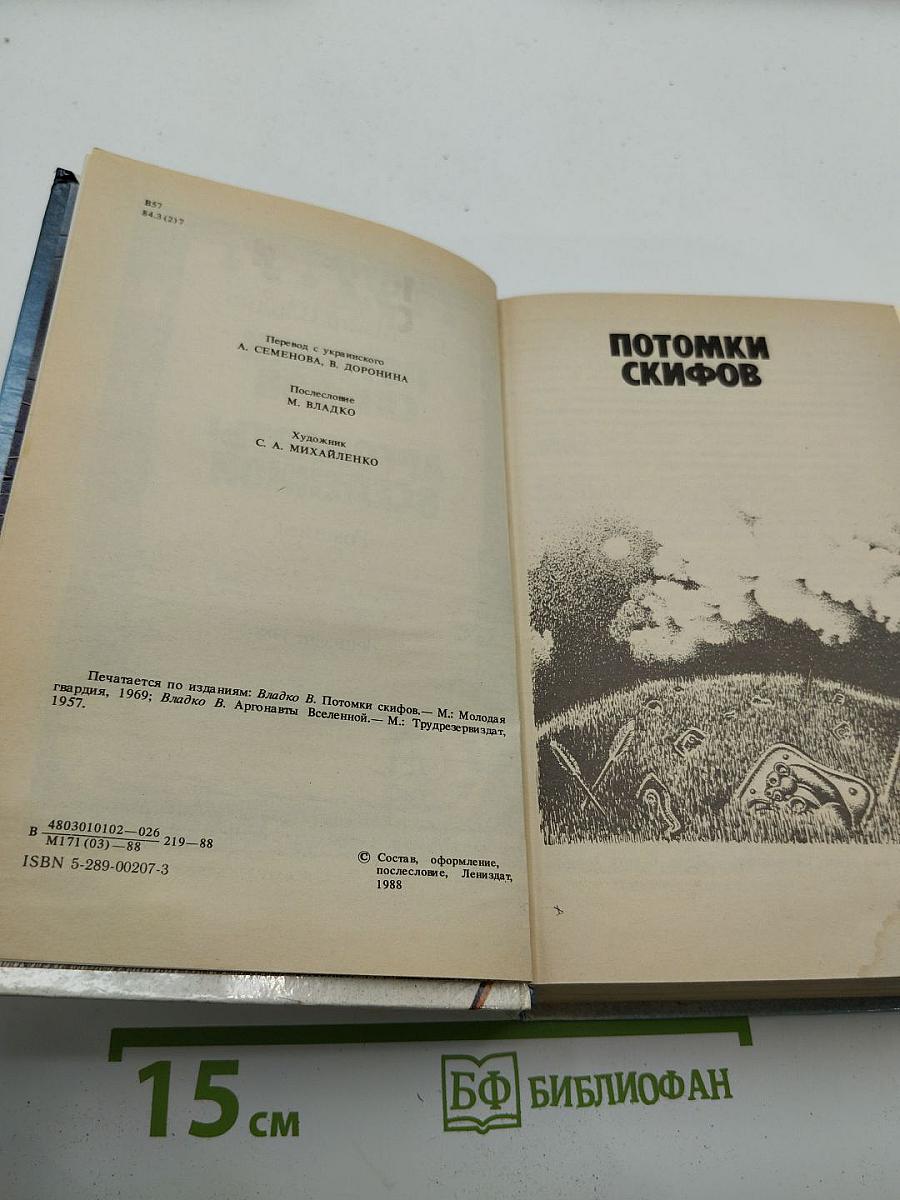 В57
84.3(2)7
Перевод с украинского
А. СЕМЕНОВА, В. ДОРОНИНА
Послесловие
М. ВЛАДКО
Художник
С. А. МИХАЙЛЕНКО
Печатается по изданиям: Владко В. Потомки скифов.— М.: Молодая
гвардия, 1969; Владко В. Аргонавты Вселенной.— М.: Трудрезервиздат,
1957.
В 4803010102—026
М171(03)—88 219—88
ISBN 5-289-00207-3
© Состав, оформление,
послесловие, Лениздат,
1988
ПОТОМКИ
СКИФОВ
15 см
БФ БИБЛИОФАН